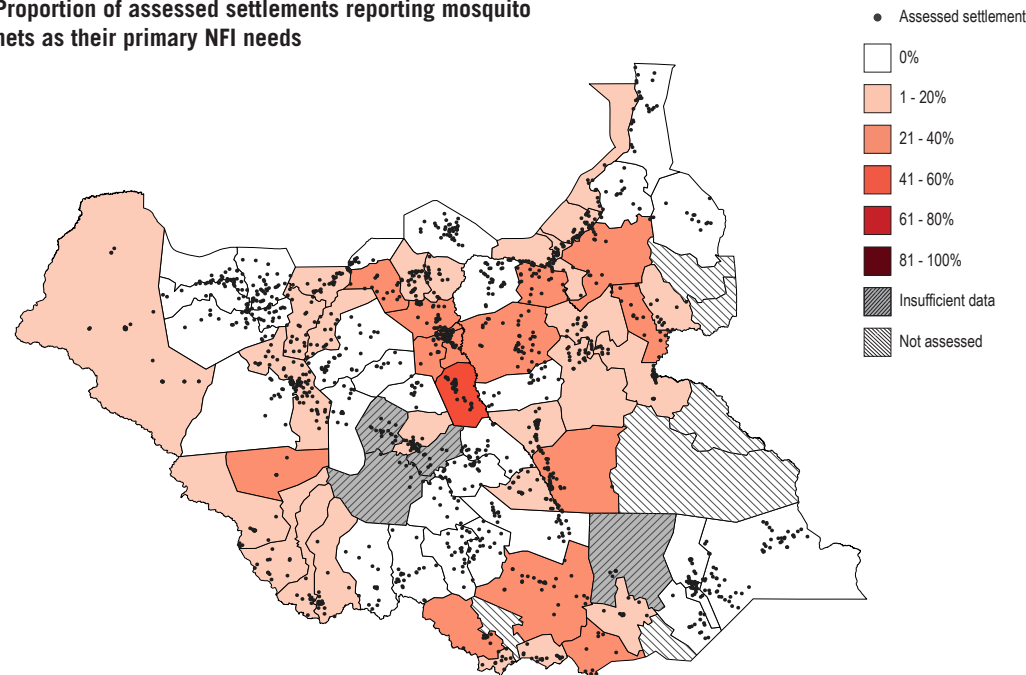 Proportion of assessed settlements reporting mosquito
nets as their primary NFI needs
Assessed settlement
0%
1 - 20%
21 - 40%
41 - 60%
61 - 80%
81 - 100%
Insufficient data
Not assessed